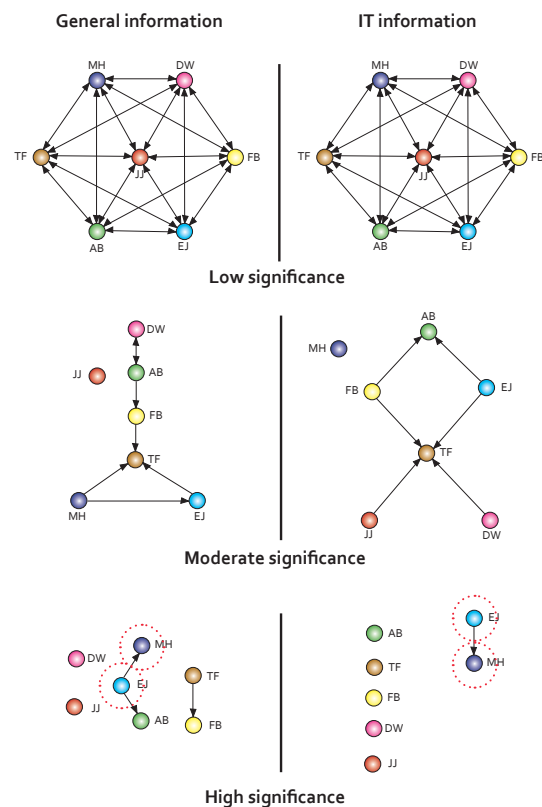 General information
IT information
MH
DW
TF
JJ
FB
AB
EJ
MH
DW
TF
JJ
FB
AB
EJ
Low significance
DW
JJ
AB
FB
TF
MH
EJ
AB
MH
FB
EJ
TF
JJ
DW
Moderate significance
MH
DW
EJ
TF
JJ
AB
FB
EJ
AB
MH
TF
FB
DW
JJ
High significance